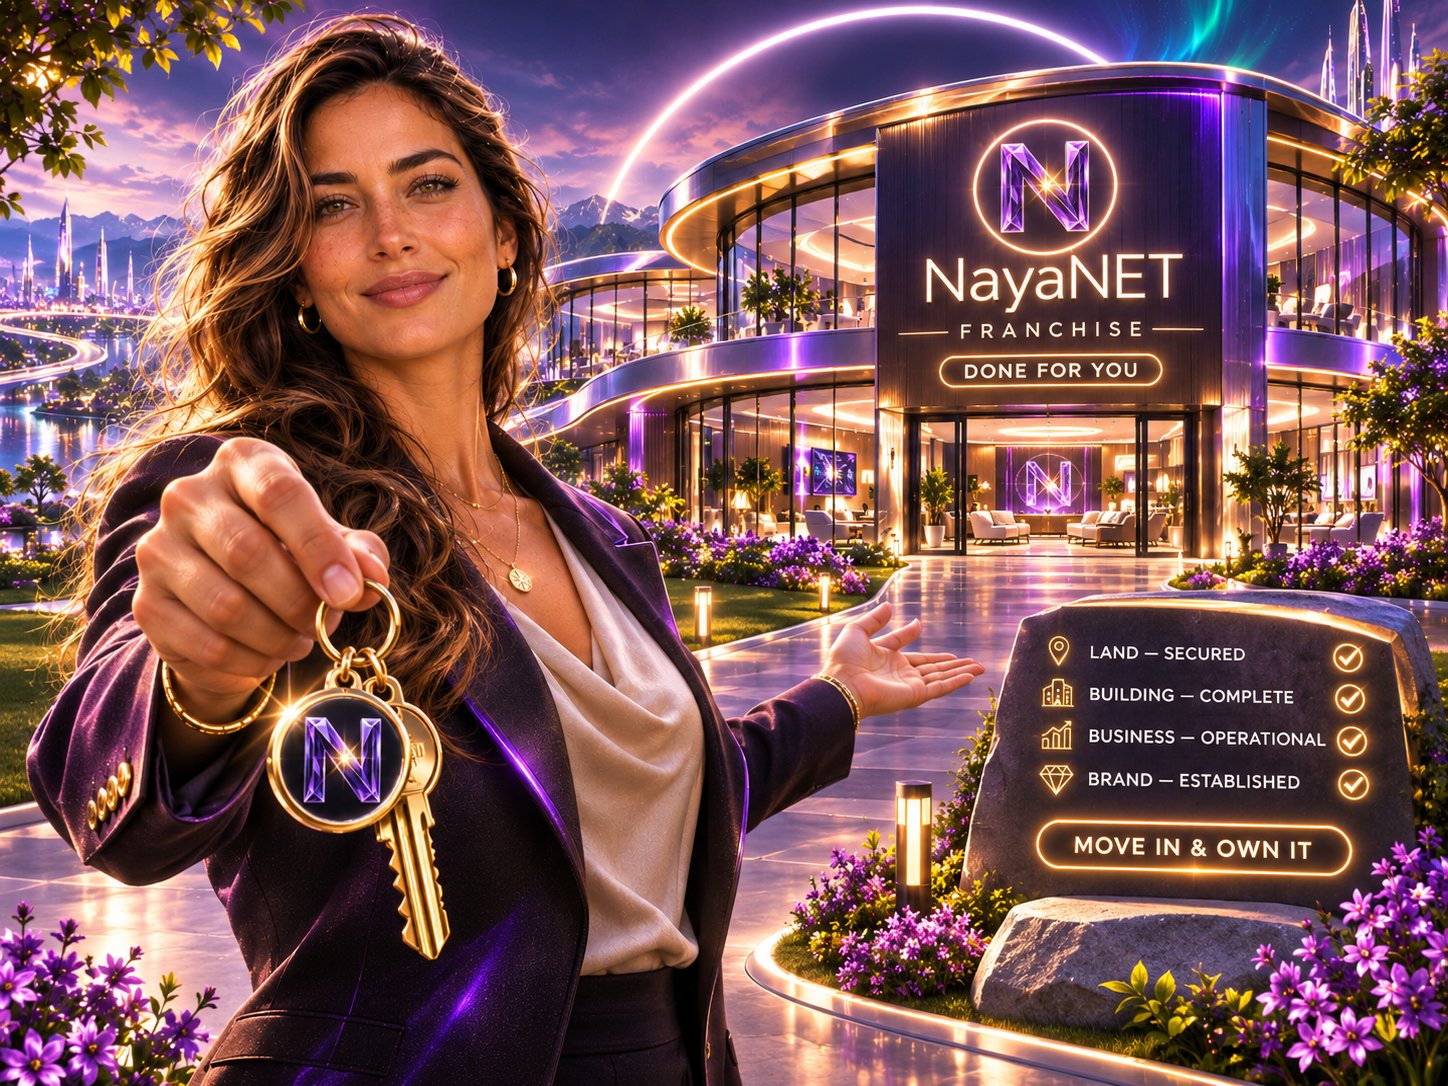 N
NayaNET
FRANCHISE
DONE FOR YOU
N
N
LAND — SECURED
BUILDING — COMPLETE
BUSINESS — OPERATIONAL
BRAND — ESTABLISHED
MOVE IN & OWN IT